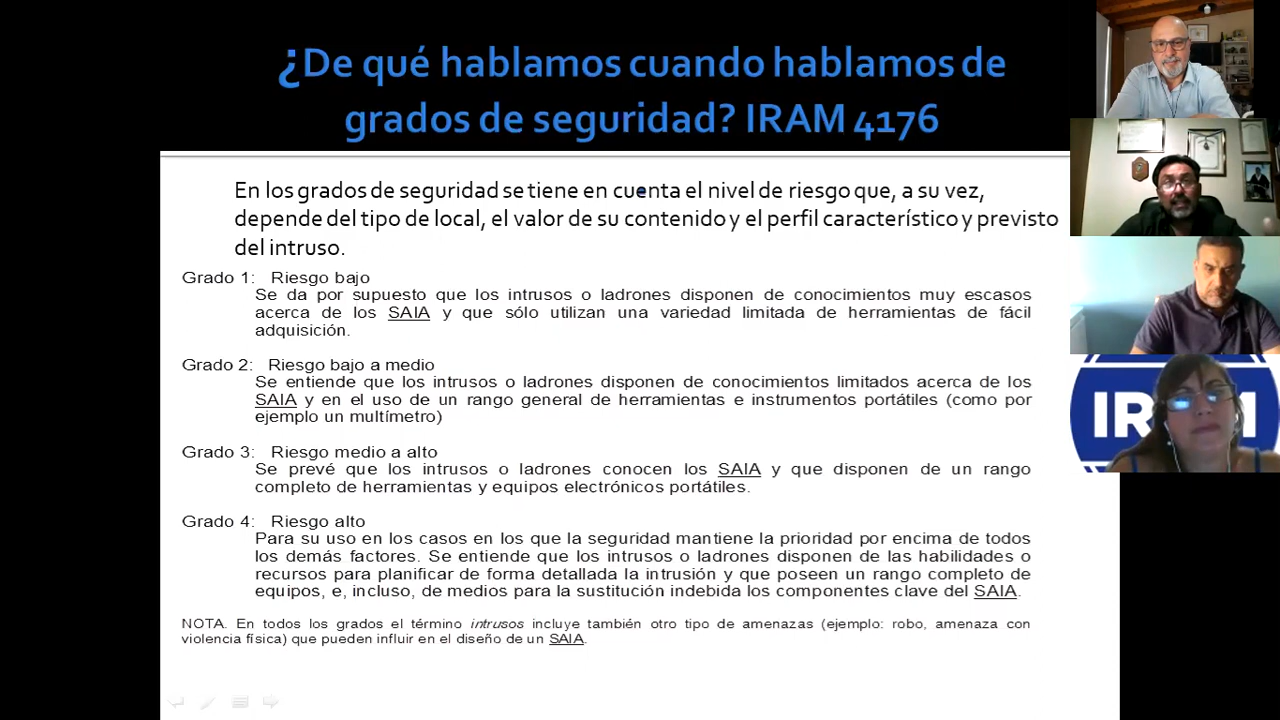 ¿De qué hablamos cuando hablamos de
grados de seguridad? IRAM 4176
En los grados de seguridad se tiene en cuenta el nivel de riesgo que, a su vez,
depende del tipo de local, el valor de su contenido y el perfil característico y previsto
del intruso.
Grado 1: Riesgo bajo
Se da por supuesto que los intrusos o ladrones disponen de conocimientos muy escasos
acerca de los SAIA y que sólo utilizan una variedad limitada de herramientas de fácil
adquisición.
Grado 2: Riesgo bajo a medio
Se entiende que los intrusos o ladrones disponen de conocimientos limitados acerca de los
SAIA y en el uso de un rango general de herramientas e instrumentos portátiles (como por
ejemplo un multímetro)
Grado 3: Riesgo medio a alto
Se prevé que los intrusos o ladrones conocen los SAIA y que disponen de un rango
completo de herramientas y equipos electrónicos portátiles.
Grado 4: Riesgo alto
Para su uso en los casos en los que la seguridad mantiene la prioridad por encima de todos
los demás factores. Se entiende que los intrusos o ladrones disponen de las habilidades o
recursos para planificar de forma detallada la intrusión y que poseen un rango completo de
equipos, e, incluso, de medios para la sustitución indebida los componentes clave del SAIA.
NOTA. En todos los grados el término intrusos incluye también otro tipo de amenazas (ejemplo: robo, amenaza con
violencia física) que pueden influir en el diseño de un SAIA.